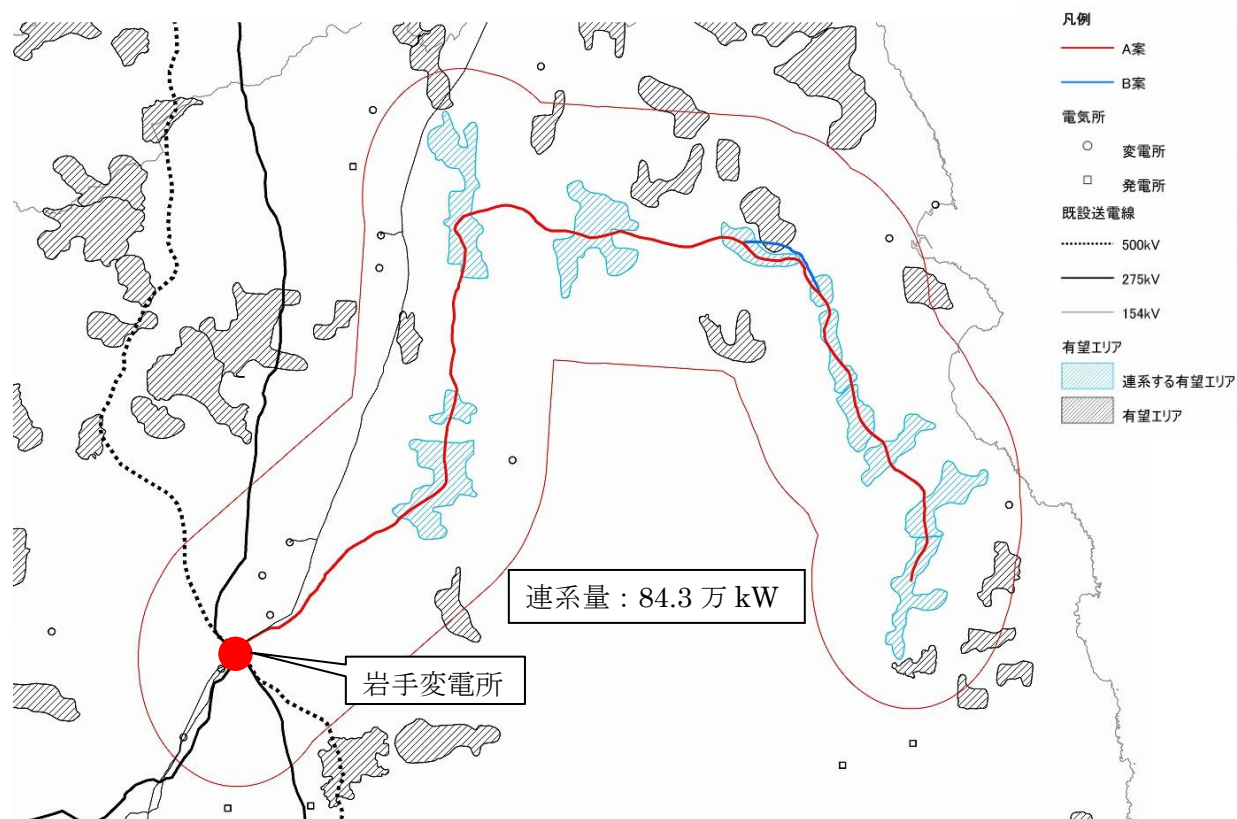 凡例
A案
B案
電気所
変電所
発電所
既設送電線
500kV
275kV
154kV
有望エリア
連系する有望エリア
有望エリア
連系量:84.3 万 kW
岩手変電所